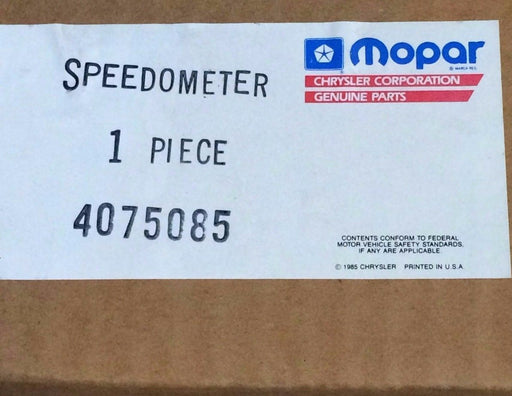 SPEEDOMETER
1 PIECE
4075085
Mopar
CHRYSLER CORPORATION
GENUINE PARTS
CONTENTS CONFORM TO FEDERAL
MOTOR VEHICLE SAFETY STANDARDS,
IF ANY ARE APPLICABLE.
© 1985 CHRYSLER PRINTED IN U.S.A.